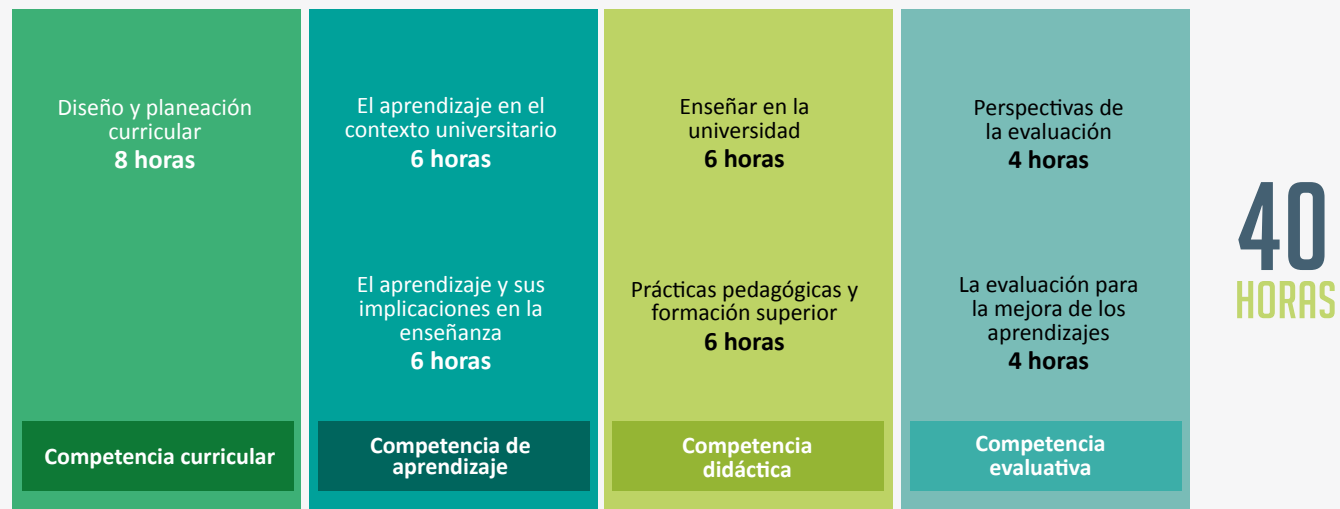 Diseño y planeación
curricular
8 horas
Competencia curricular
El aprendizaje en el
contexto universitario
6 horas
El aprendizaje y sus
implicaciones en la
enseñanza
6 horas
Competencia de
aprendizaje
Enseñar en la
universidad
6 horas
Prácticas pedagógicas y
formación superior
6 horas
Competencia
didáctica
Perspectivas de
la evaluación
4 horas
La evaluación para
la mejora de los
aprendizajes
4 horas
Competencia
evaluativa
40
HORAS